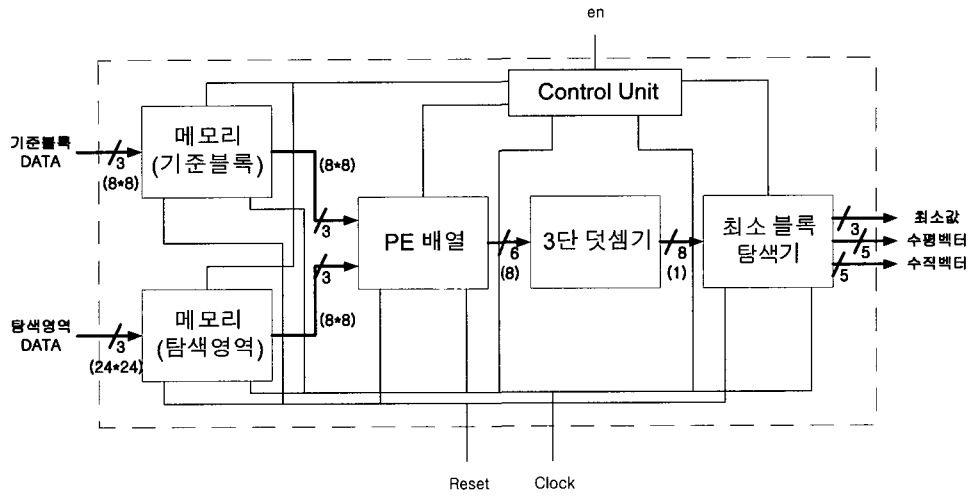 en
Control Unit
기준블록
DATA
3
(8*8)
메모리
(기준블록)
(8*8)
3
PE 배열
6
(8)
3단 덧셈기
8
(1)
최소 블록
탐색기
3
최소값
5
수평벡터
5
수직벡터
탐색영역
DATA
3
(24*24)
메모리
(탐색영역)
3
(8*8)
Reset
Clock